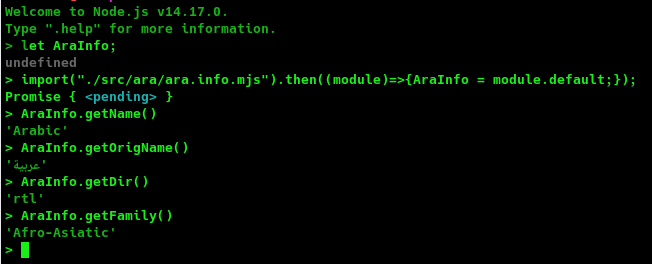 Welcome to Node.js v14.17.0.
Type ".help" for more information.
> let AraInfo;
undefined
> import("./src/ara/ara.info.mjs").then((module)=>{AraInfo = module.default;});
Promise { <pending> }
> AraInfo.getName()
'Arabic'
> AraInfo.getOrigName()
'عربية'
> AraInfo.getDir()
'rtl'
> AraInfo.getFamily()
'Afro-Asiatic'
>